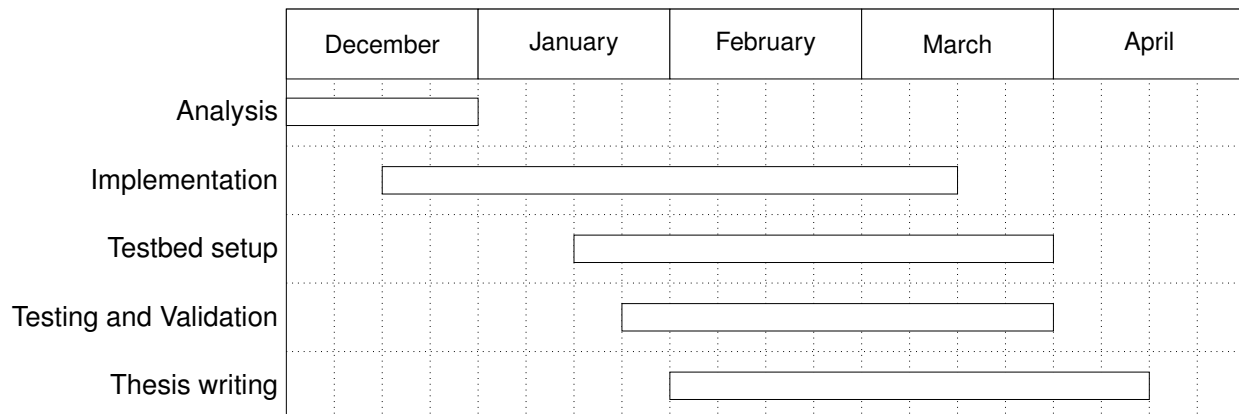 December January February March April
Analysis
Implementation
Testbed setup
Testing and Validation
Thesis writing